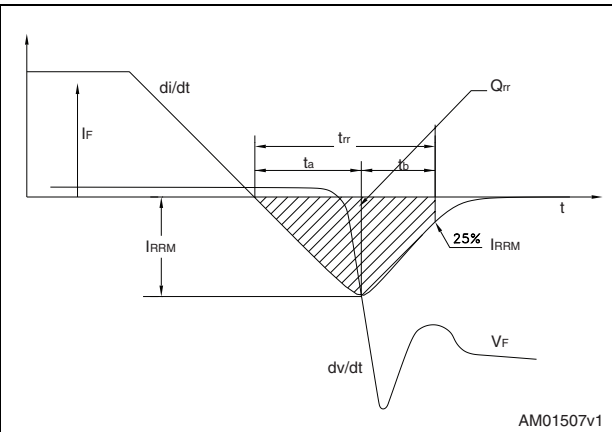 di/dt
Qrr
IF
trr
ta
tb
t
IRRM
25% IRRM
VF
dv/dt
AM01507v1